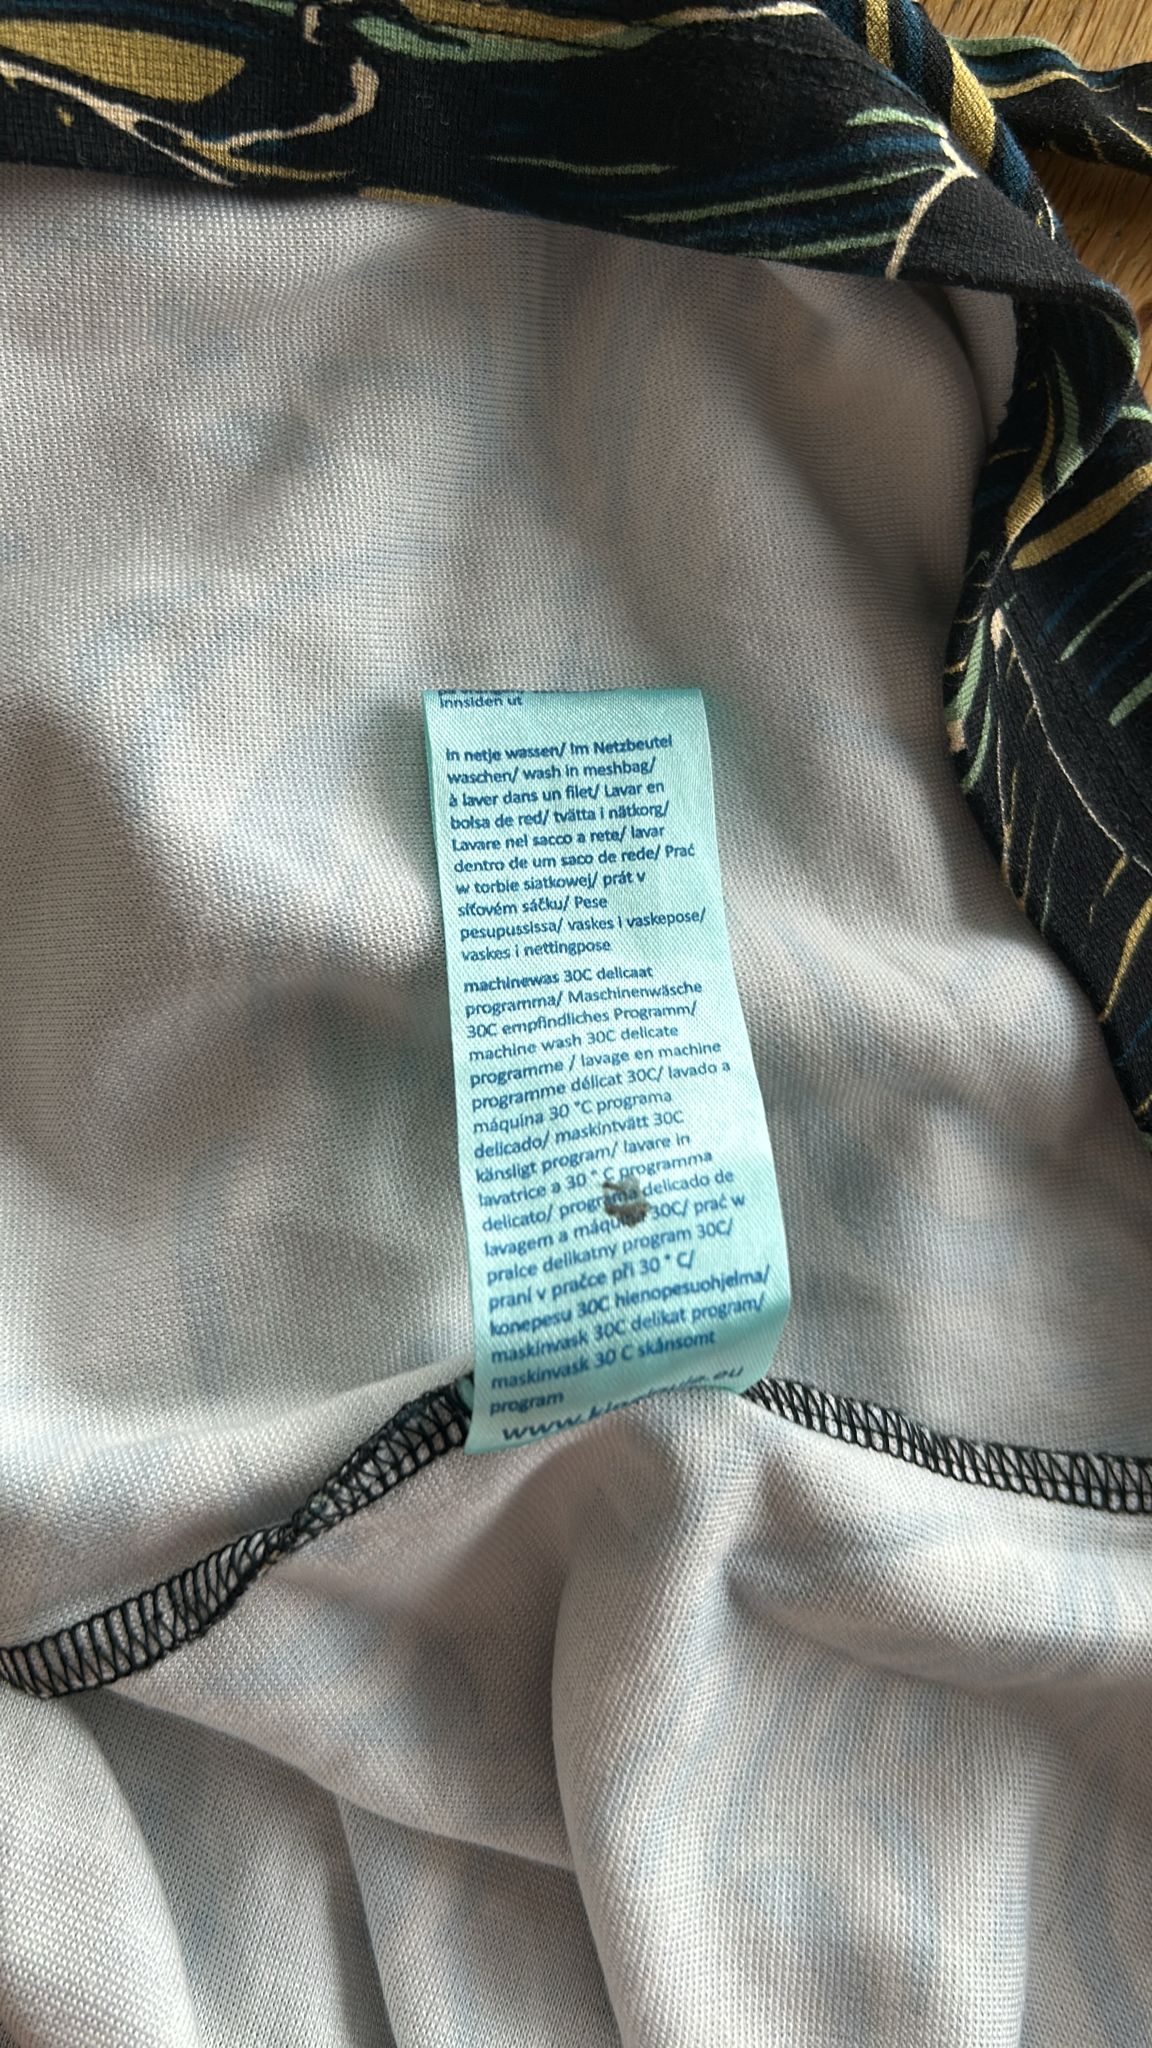 innsiden ut
in netje wassen/ Im Netzbeutel
waschen/ wash in meshbag/
à laver dans un filet/ Lavar en
bolsa de red/ tvätta i nätkorg/
Lavare nel sacco a rete/ lavar
dentro de um saco de rede/ Prać
w torbie siatkowej/ prát v
síťovém sáčku/ Pese
pesupussissa/ vaskes i vaskepose/
vaskes i nettingpose
machinewas 30C delicaat
programma/ Maschinenwäsche
30C empfindliches Programm/
machine wash 30C delicate
programme / lavage en machine
programme délicat 30C/ lavado a
máquina 30 °C programa
delicado/ maskintvätt 30C
känsligt program/ lavare in
lavatrice a 30 ° C programma
delicato/ programa delicado de
lavagem a máquina 30C/ prać w
pralce delikatny program 30C/
praní v pračce při 30 ° C/
konepesu 30C hienopesuohjelma/
maskinvask 30C delikat program/
maskinvask 30 C skånsomt
program